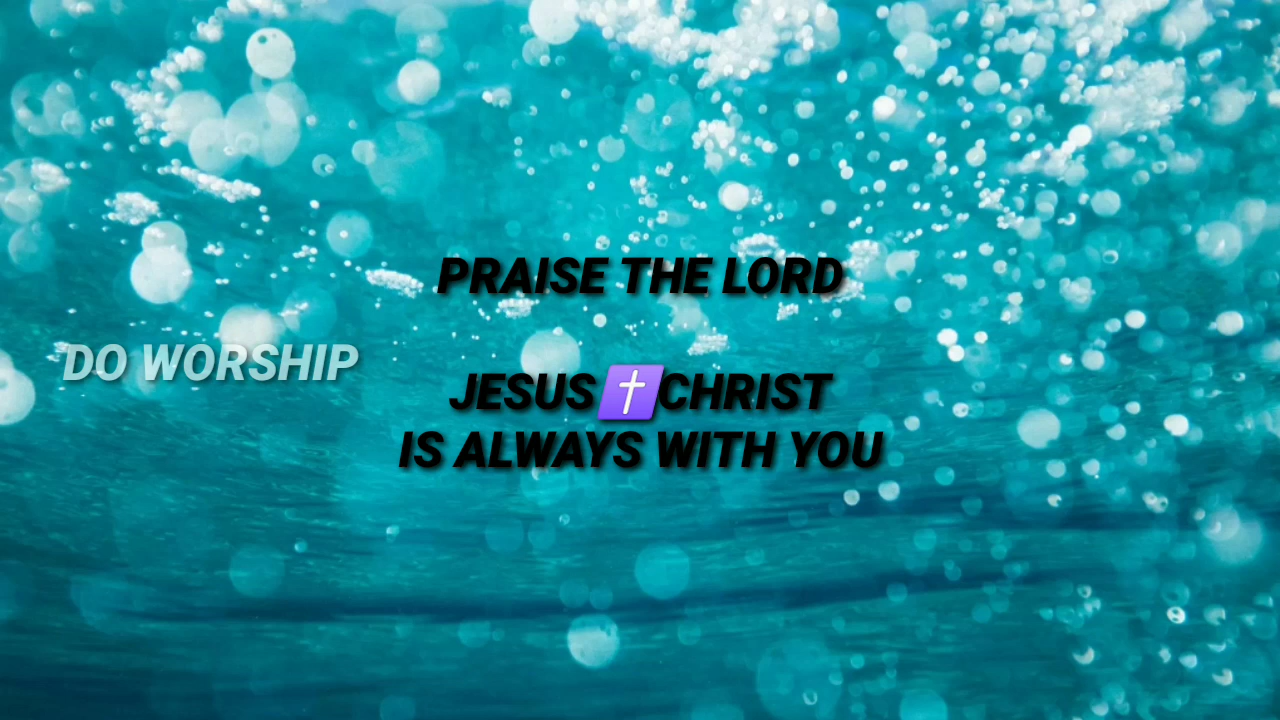 PRAISE THE LORD
DO WORSHIP
JESUS✝️CHRIST
IS ALWAYS WITH YOU